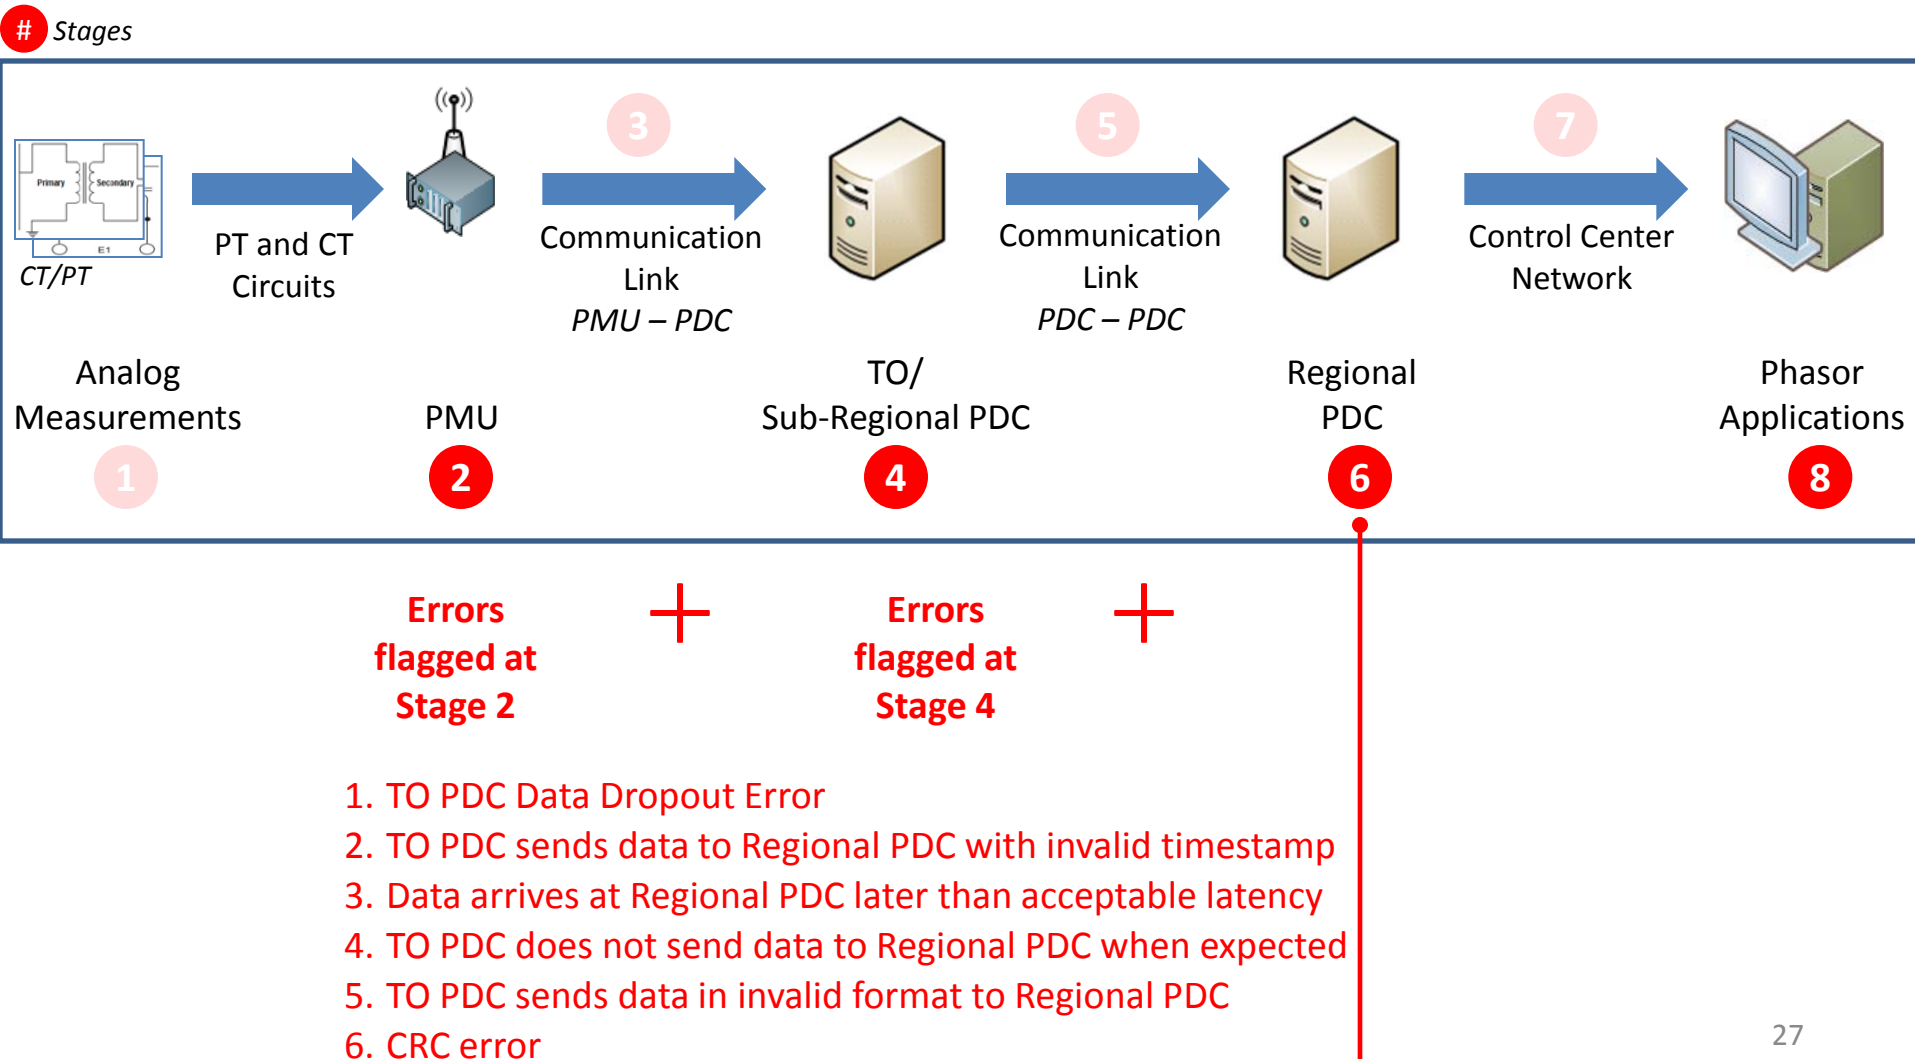 # Stages
3
5
7
Primary
Secondary
E1
CT/PT
PT and CT
Circuits
Communication
Link
PMU – PDC
Communication
Link
PDC – PDC
Control Center
Network
Analog
Measurements
PMU
TO/
Sub-Regional PDC
Regional
PDC
Phasor
Applications
1
2
4
6
8
Errors
flagged at
Stage 2
+
Errors
flagged at
Stage 4
+
1. TO PDC Data Dropout Error
2. TO PDC sends data to Regional PDC with invalid timestamp
3. Data arrives at Regional PDC later than acceptable latency
4. TO PDC does not send data to Regional PDC when expected
5. TO PDC sends data in invalid format to Regional PDC
6. CRC error
27